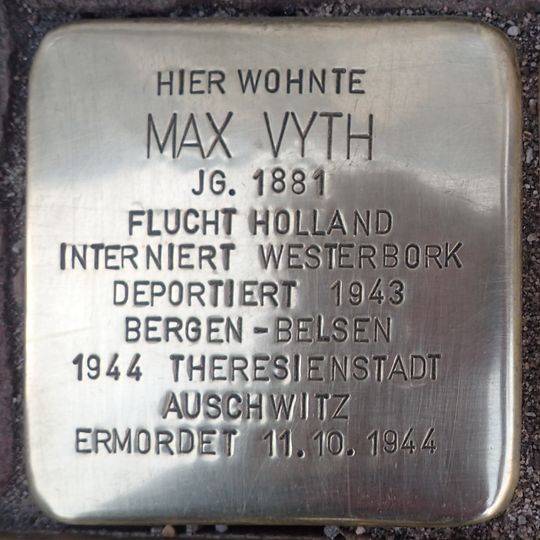 HIER WOHNTE
MAX VYTH
JG. 1881
FLUCHT HOLLAND
INTERNIERT WESTERBORK
DEPORTIERT 1943
BERGEN-BELSEN
1944 THERESIENSTADT
AUSCHWITZ
ERMORDET 11.10.1944